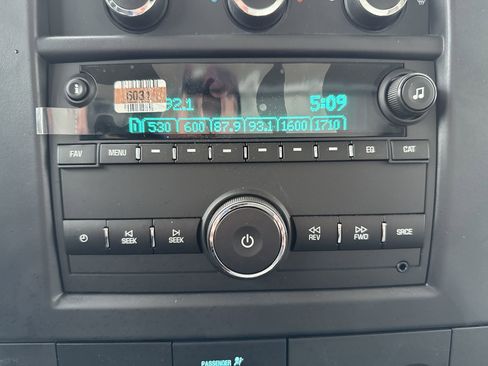 6031
92.1 5:09
1 530 600 87.9 93.1 1600 1710
FAV MENU EQ CAT
SEEK SEEK REV FWD SRCE
PASSENGER